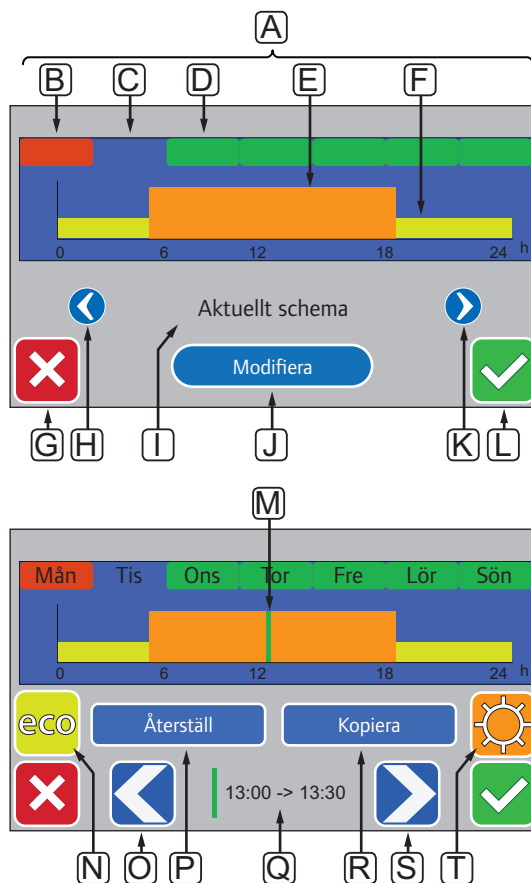 A
B C D E F
0 6 12 18 24 h
Aktuellt schema
Modifiera
G H I J K L
M
Mån Tis Ons Tor Fre Lör Sön
0 6 12 18 24 h
eco Återställ Kopiera
13:00 -> 13:30
N O P Q R S T